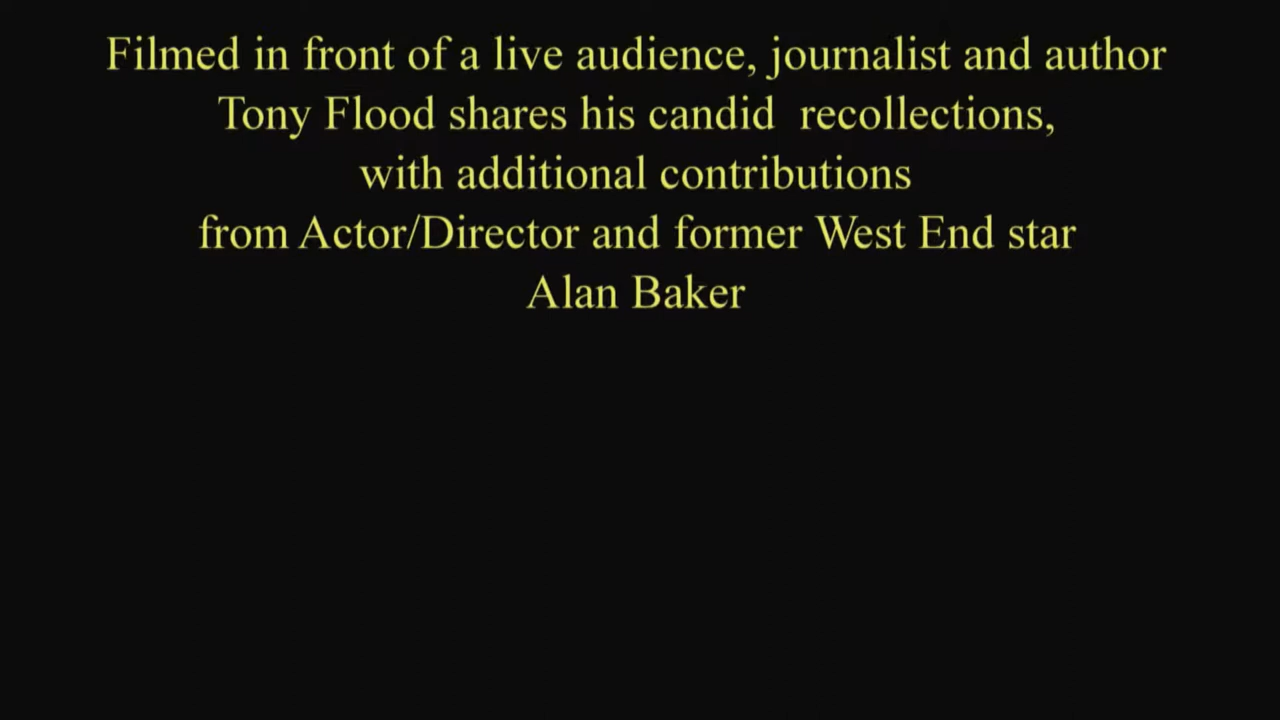 Filmed in front of a live audience, journalist and author
Tony Flood shares his candid  recollections,
with additional contributions
from Actor/Director and former West End star
Alan Baker